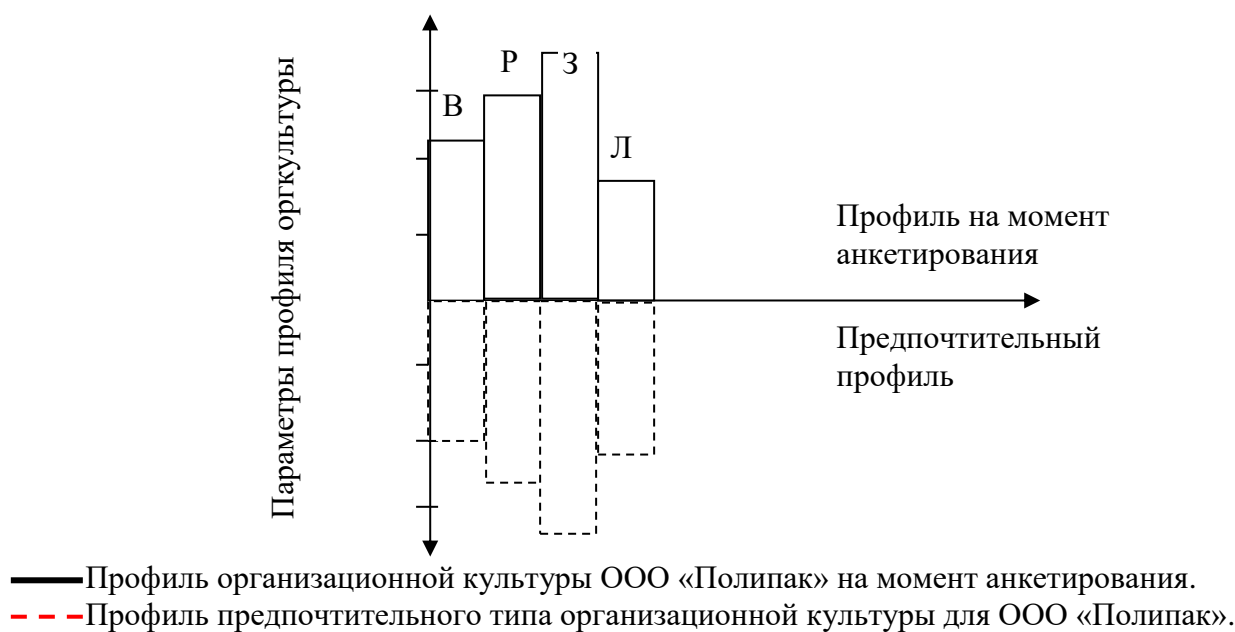 Параметры профиля оргкультуры
В
Р
З
Л
Профиль на момент
анкетирования
Предпочтительный
профиль
Профиль организационной культуры ООО «Полипак» на момент анкетирования.
Профиль предпочтительного типа организационной культуры для ООО «Полипак».